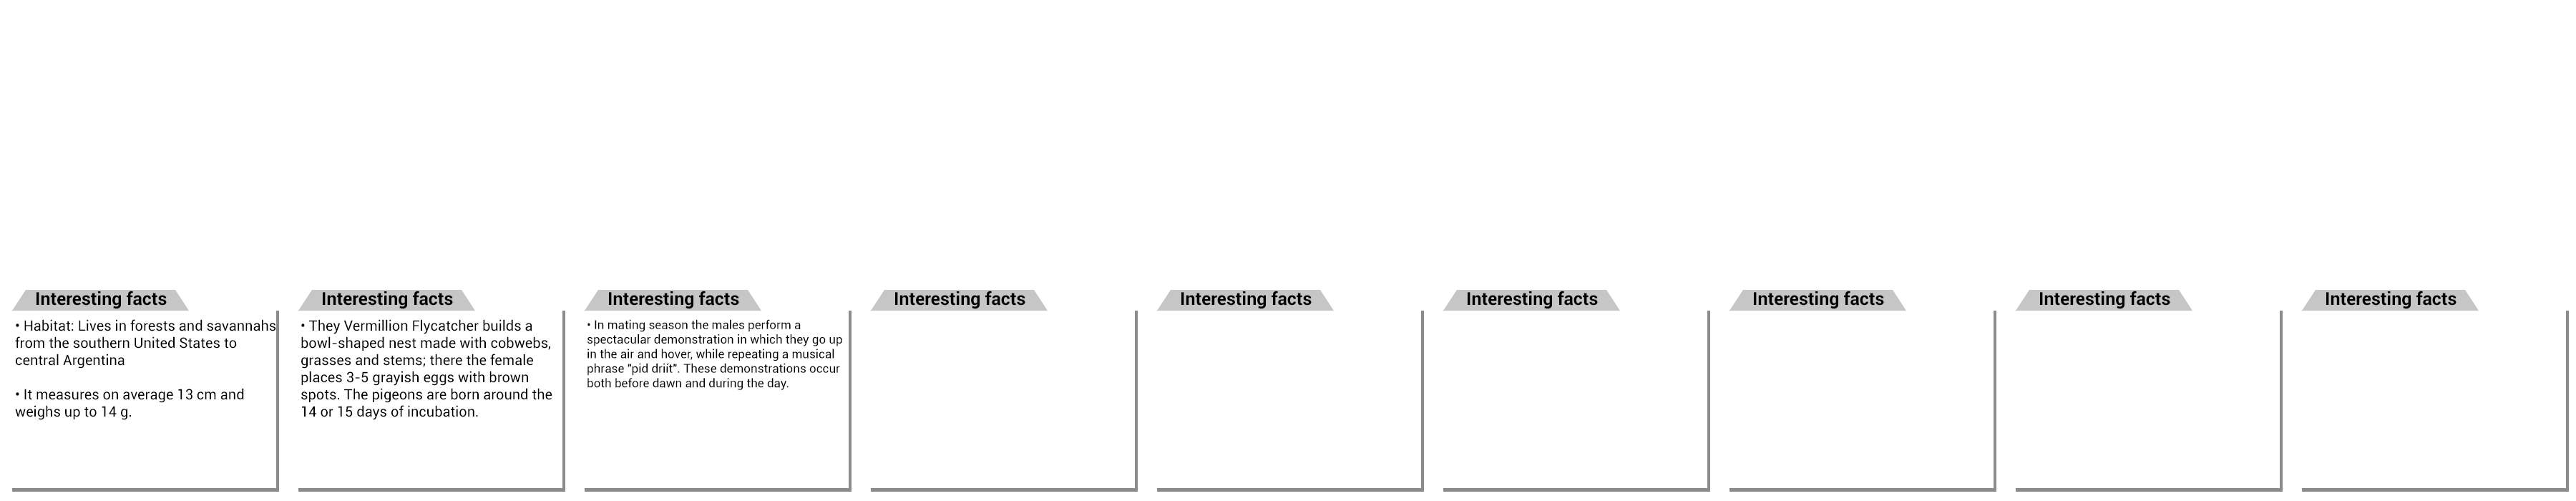 Interesting facts
• Habitat: Lives in forests and savannahs
from the southern United States to
central Argentina
• It measures on average 13 cm and
weighs up to 14 g.
Interesting facts
• They Vermillion Flycatcher builds a
bowl-shaped nest made with cobwebs,
grasses and stems; there the female
places 3-5 grayish eggs with brown
spots. The pigeons are born around the
14 or 15 days of incubation.
Interesting facts
• In mating season the males perform a
spectacular demonstration in which they go up
in the air and hover, while repeating a musical
phrase "pid driit". These demonstrations occur
both before dawn and during the day.
Interesting facts
Interesting facts
Interesting facts
Interesting facts
Interesting facts
Interesting facts